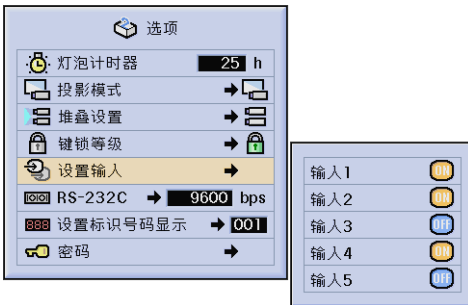 选项
灯泡计时器 25 h
投影模式
堆叠设置
键锁等级
设置输入
RS-232C 9600 bps
888 设置标识号码显示 001
密码
输入1 ON
输入2 ON
输入3 OFF
输入4 ON
输入5 OFF